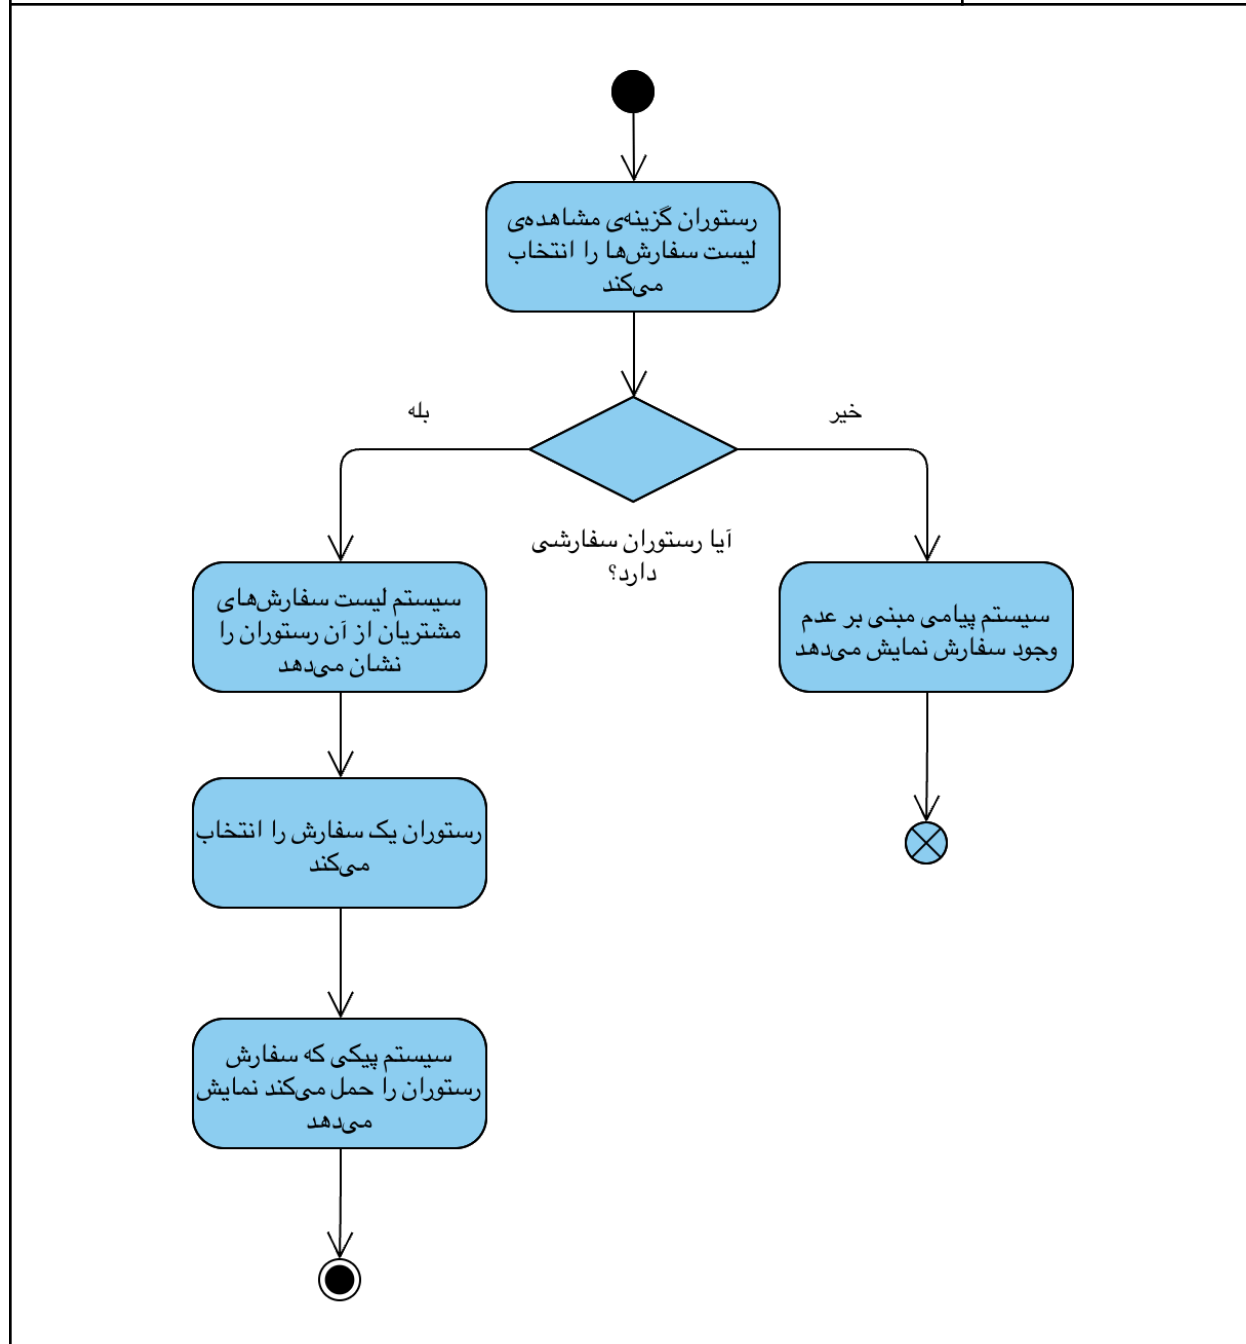 رستوران گزینه‌ی مشاهده‌ی
لیست سفارش‌ها را انتخاب
می‌کند
خیر
بله
آیا رستوران سفارشی
دارد؟
سیستم لیست سفارش‌های
مشتریان از آن رستوران را
نشان می‌دهد
سیستم پیامی مبنی بر عدم
وجود سفارش نمایش می‌دهد
رستوران یک سفارش را انتخاب
می‌کند
سیستم پیکی که سفارش
رستوران را حمل می‌کند نمایش
می‌دهد